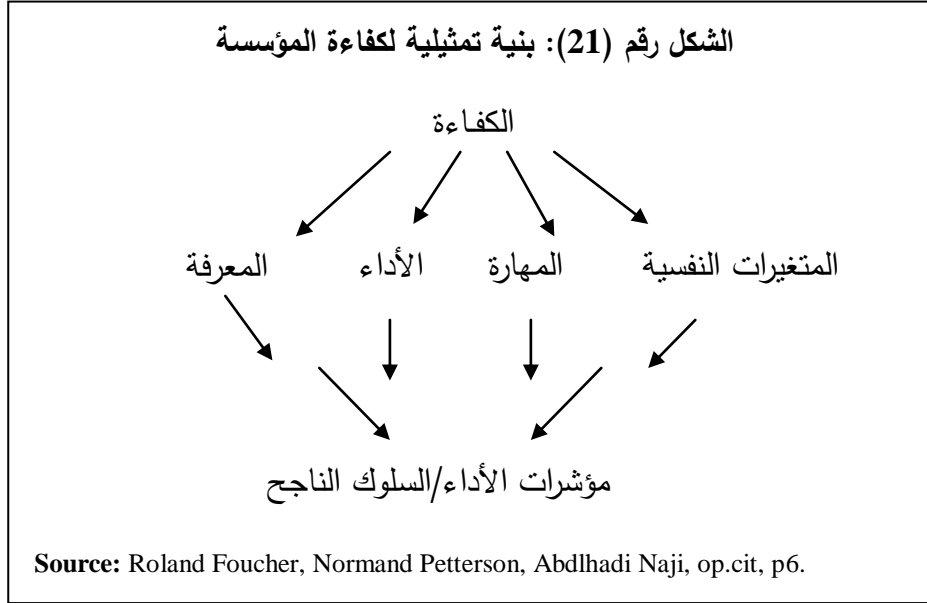 الشكل رقم (21): بنية تمثيلية لكفاءة المؤسسة
الكفاءة
المتغيرات النفسية المهارة الأداء المعرفة
مؤشرات الأداء/السلوك الناجح
Source: Roland Foucher, Normand Petterson, Abdlhadi Naji, op.cit, p6.